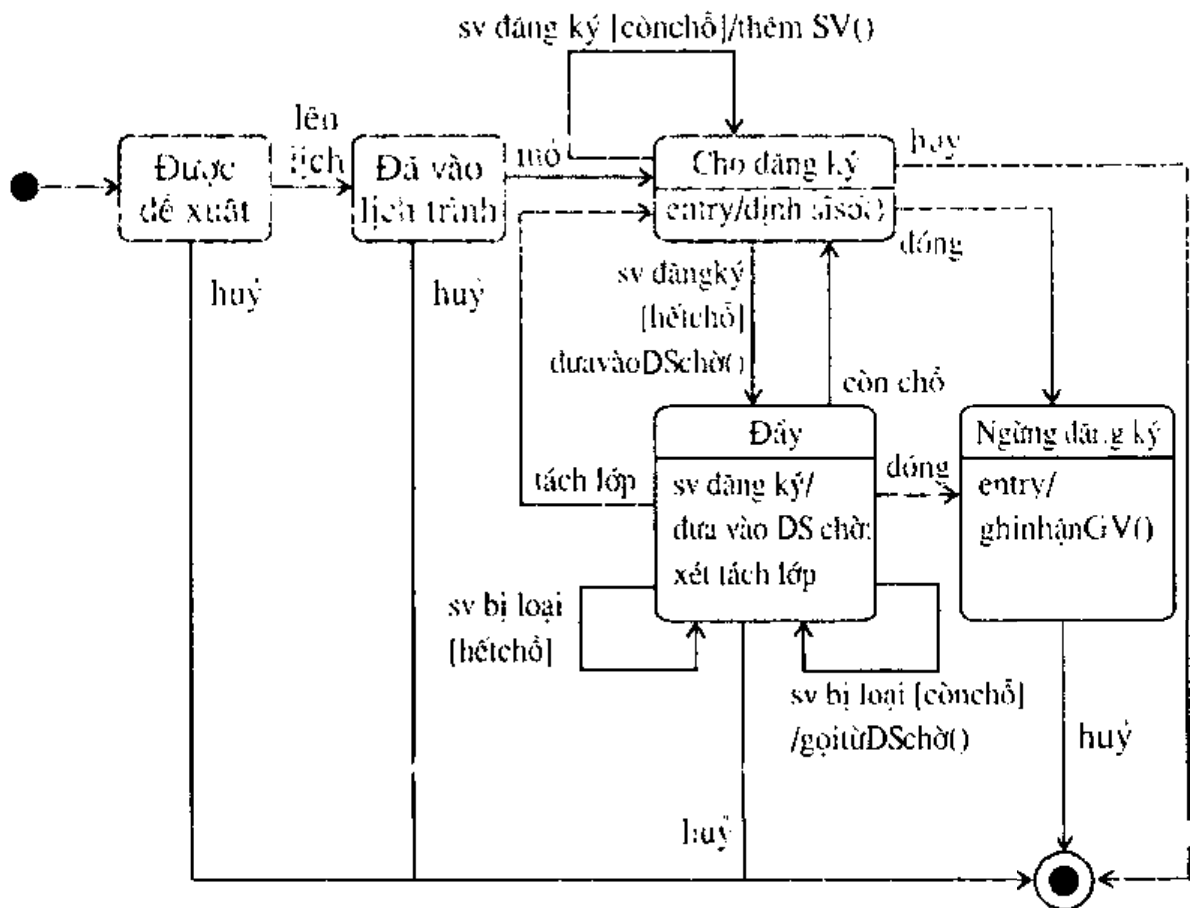 sv đăng ký [cònchỗ]/thêm SV()
lên
lịch
Được
đề xuất
Đã vào
lịch trình
mở
Cho đăng ký
entry/định sĩsố()
huỷ
đóng
huỷ
huỷ
sv đăngký
[hếtchỗ]
đưavàoDSchờ()
còn chỗ
Đầy
sv đăng ký/
đưa vào DS chờ;
xét tách lớp
tách lớp
đóng
Ngừng đăng ký
entry/
ghinhậnGV()
sv bị loại
[hếtchỗ]
sv bị loại [cònchỗ]
/gọitừDSchờ()
huỷ
huỷ